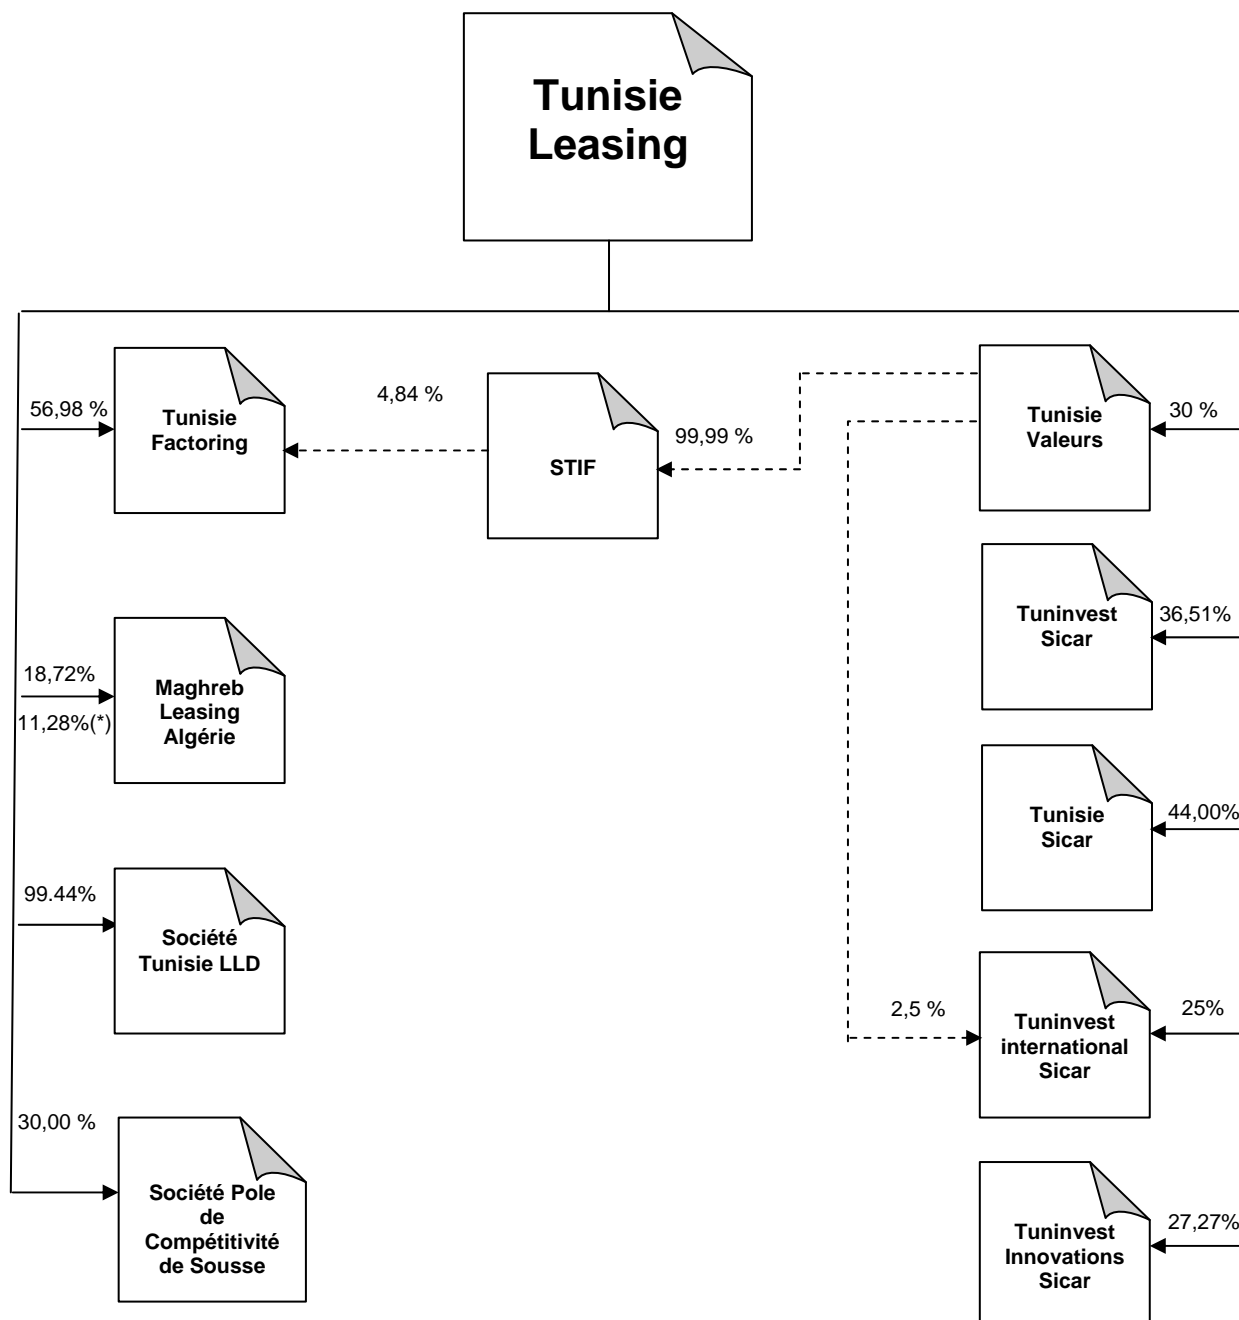 Tunisie
Leasing
56,98 %
Tunisie
Factoring
4,84 %
STIF
99,99 %
Tunisie
Valeurs
30 %
Tuninvest
Sicar
36,51%
18,72%
11,28%(*)
Maghreb
Leasing
Algérie
Tunisie
Sicar
44,00%
99.44%
Société
Tunisie LLD
2,5 %
Tuninvest
international
Sicar
25%
30,00 %
Société Pole
de
Compétitivité
de Sousse
Tuninvest
Innovations
Sicar
27,27%